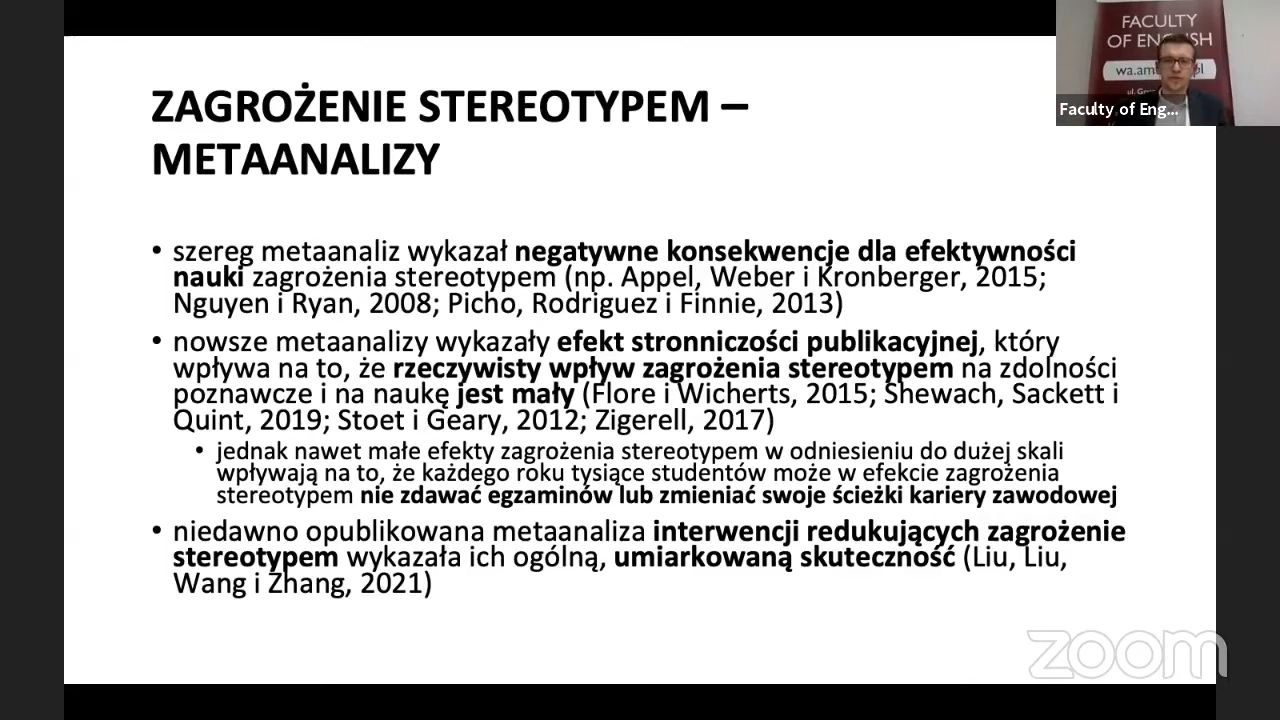 ZAGROŻENIE STEREOTYPEM –
METAANALIZY
• szereg metaanaliz wykazał negatywne konsekwencje dla efektywności
nauki zagrożenia stereotypem (np. Appel, Weber i Kronberger, 2015;
Nguyen i Ryan, 2008; Picho, Rodriguez i Finnie, 2013)
• nowsze metaanalizy wykazały efekt stronniczości publikacyjnej, który
wpływa na to, że rzeczywisty wpływ zagrożenia stereotypem na zdolności
poznawcze i na naukę jest mały (Flore i Wicherts, 2015; Shewach, Sackett i
Quint, 2019; Stoet i Geary, 2012; Zigerell, 2017)
• jednak nawet małe efekty zagrożenia stereotypem w odniesieniu do dużej skali
wpływają na to, że każdego roku tysiące studentów może w efekcie zagrożenia
stereotypem nie zdawać egzaminów lub zmieniać swoje ścieżki kariery zawodowej
• niedawno opublikowana metaanaliza interwencji redukujących zagrożenie
stereotypem wykazała ich ogólną, umiarkowaną skuteczność (Liu, Liu,
Wang i Zhang, 2021)
FACULTY
OF
wa.am
ul.
Faculty of Eng...
zoom